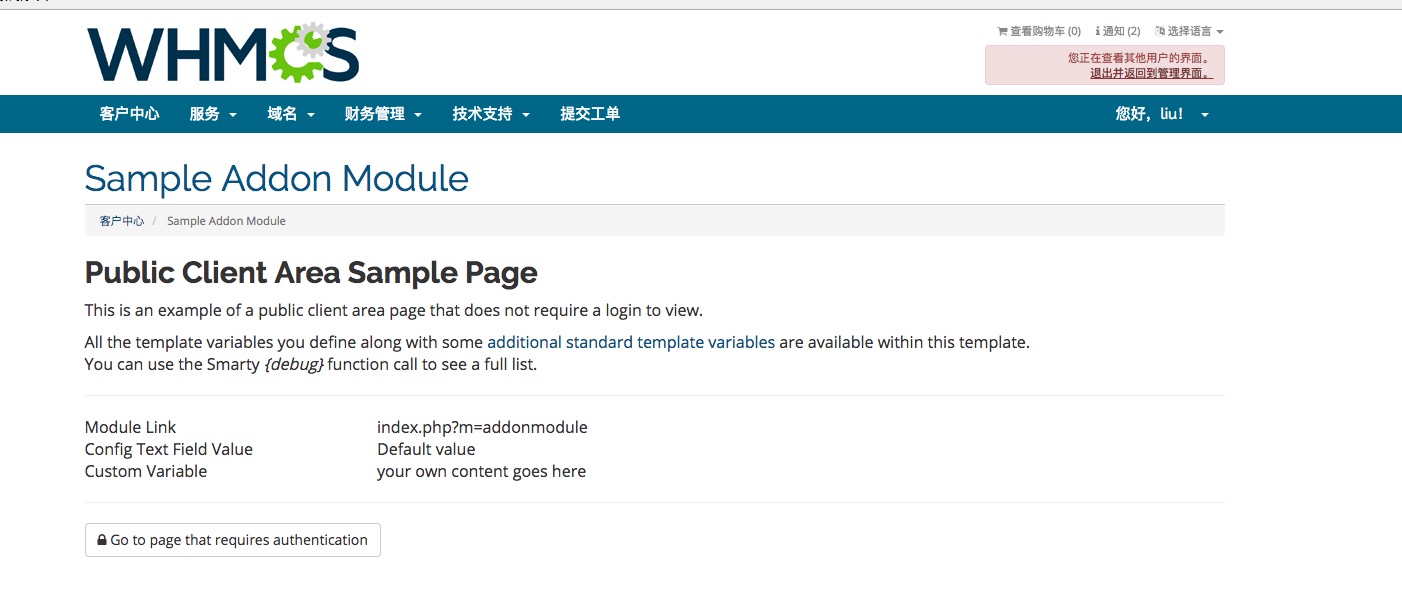 WHMCS
查看购物车 (0) 通知 (2) 选择语言
您正在查看其他用户的界面。
退出并返回到管理界面。
客户中心 服务 域名 财务管理 技术支持 提交工单 您好，liu!
Sample Addon Module
客户中心 / Sample Addon Module
Public Client Area Sample Page
This is an example of a public client area page that does not require a login to view.
All the template variables you define along with some additional standard template variables are available within this template.
You can use the Smarty {debug} function call to see a full list.
Module Link index.php?m=addonmodule
Config Text Field Value Default value
Custom Variable your own content goes here
Go to page that requires authentication